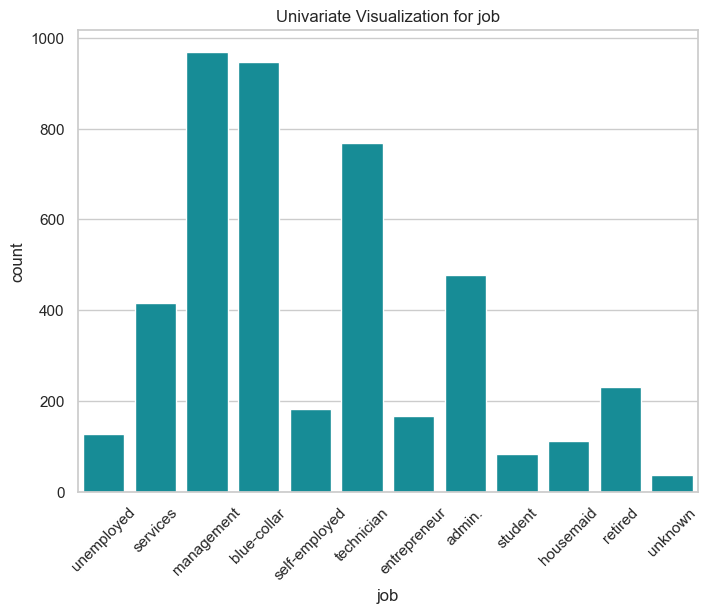 Univariate Visualization for job
1000
800
600
400
200
0
count
unemployed
services
management
blue-collar
self-employed
technician
entrepreneur
admin.
student
housemaid
retired
unknown
job